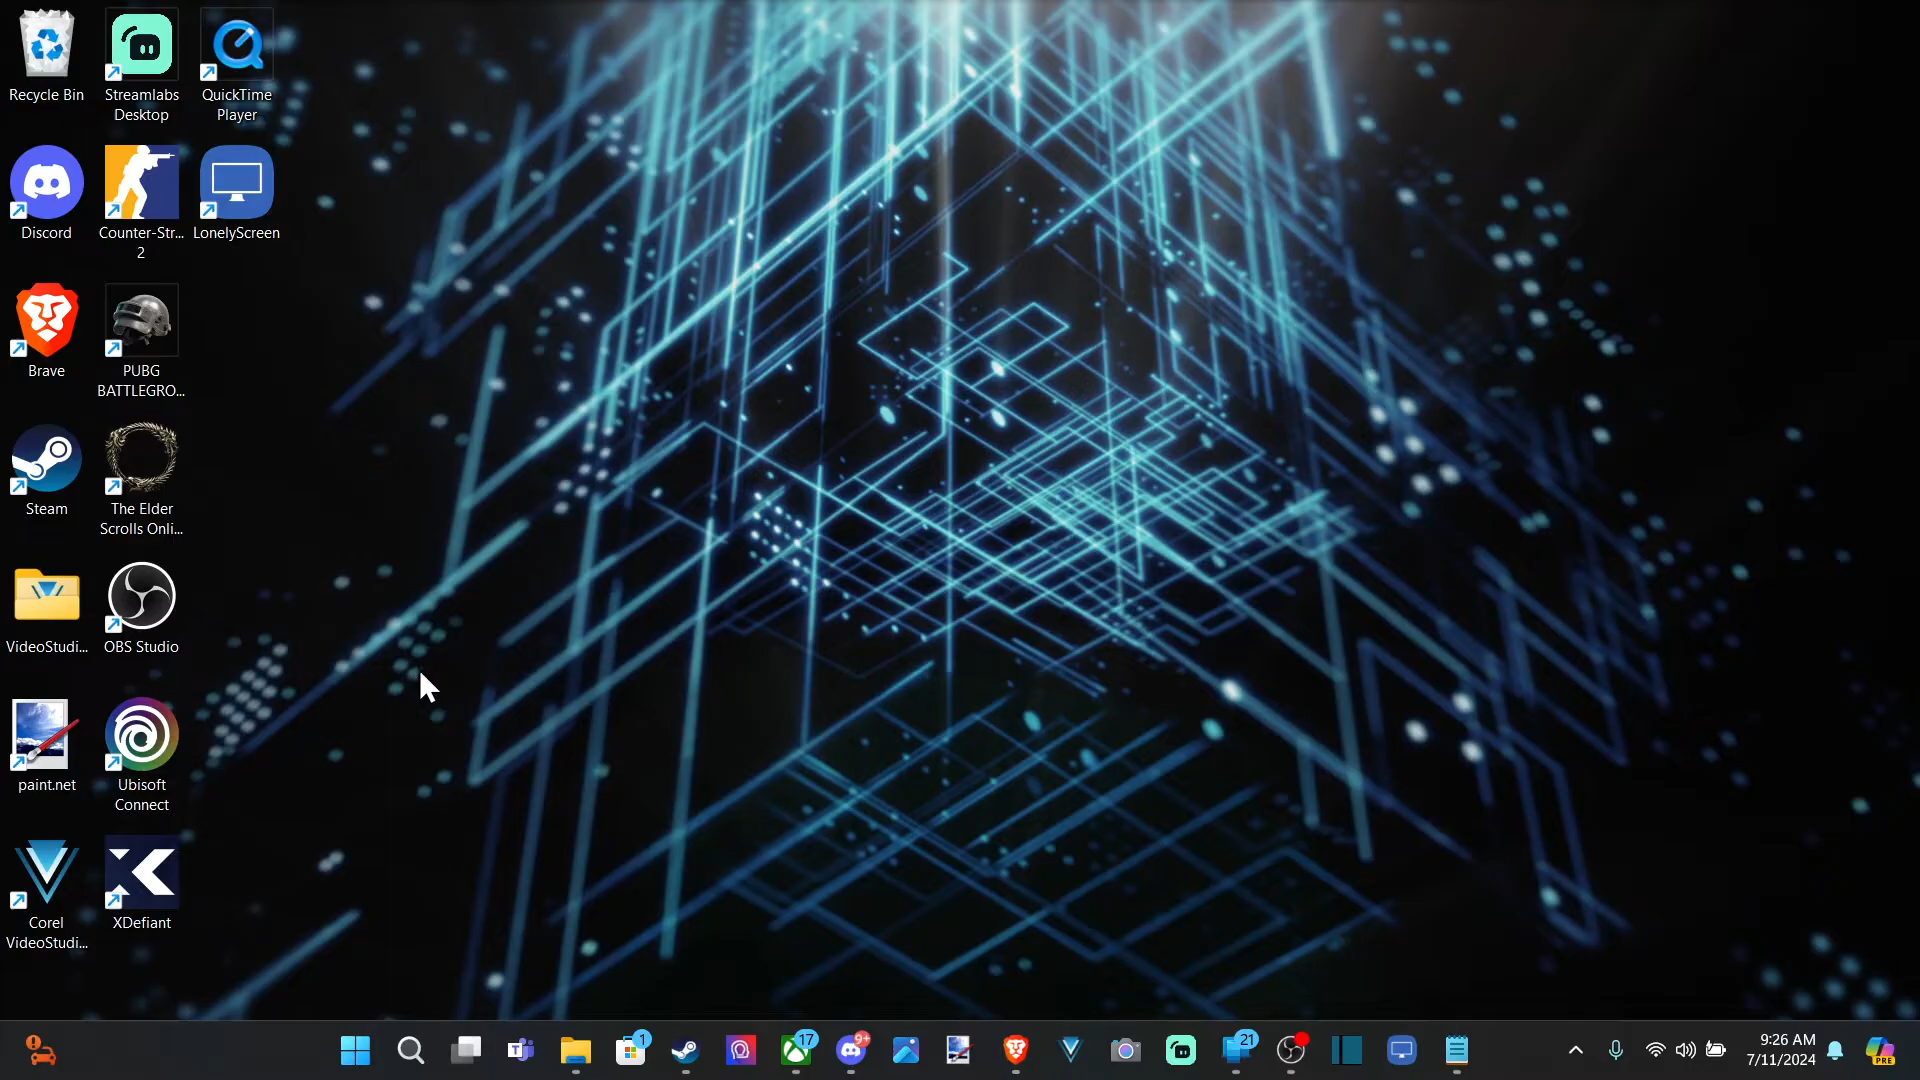 Recycle Bin
Streamlabs
Desktop
QuickTime
Player
Discord
Counter-Str...
2
LonelyScreen
Brave
PUBG
BATTLEGRO...
Steam
The Elder
Scrolls Onli...
VideoStudi...
OBS Studio
paint.net
Ubisoft
Connect
Corel
VideoStudi...
XDefiant
1
17
9+
21
9:26 AM
7/11/2024
PRE